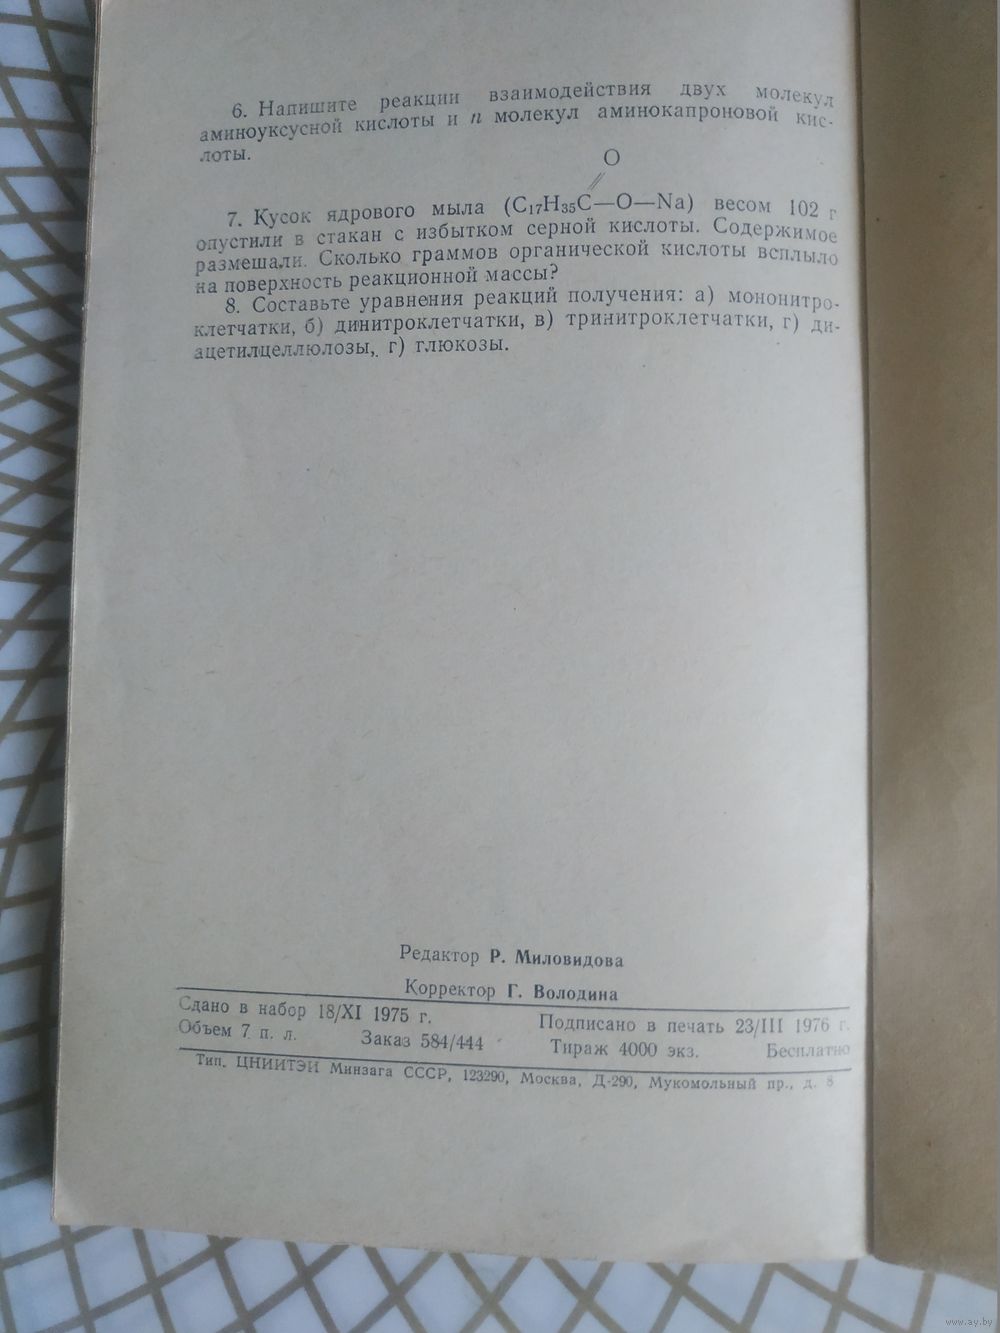 6. Напишите реакции взаимодействия двух молекул
аминоуксусной кислоты и n молекул аминокапроновой кис-
лоты.
O
//
7. Кусок ядрового мыла (C₁₇H₃₅C—O—Na) весом 102 г
опустили в стакан с избытком серной кислоты. Содержимое
размешали. Сколько граммов органической кислоты всплыло
на поверхность реакционной массы?
8. Составьте уравнения реакций получения: а) мононитро-
клетчатки, б) динитроклетчатки, в) тринитроклетчатки, г) ди-
ацетилцеллюлозы,. г) глюкозы.
Редактор Р. Миловидова
Корректор Г. Володина
Сдано в набор 18/XI 1975 г. Подписано в печать 23/III 1976 г.
Объем 7 п. л. Заказ 584/444 Тираж 4000 экз. Бесплатно
Тип. ЦНИИТЭИ Минзага СССР, 123290, Москва, Д-290, Мукомольный пр., д. 8
www.ay.by